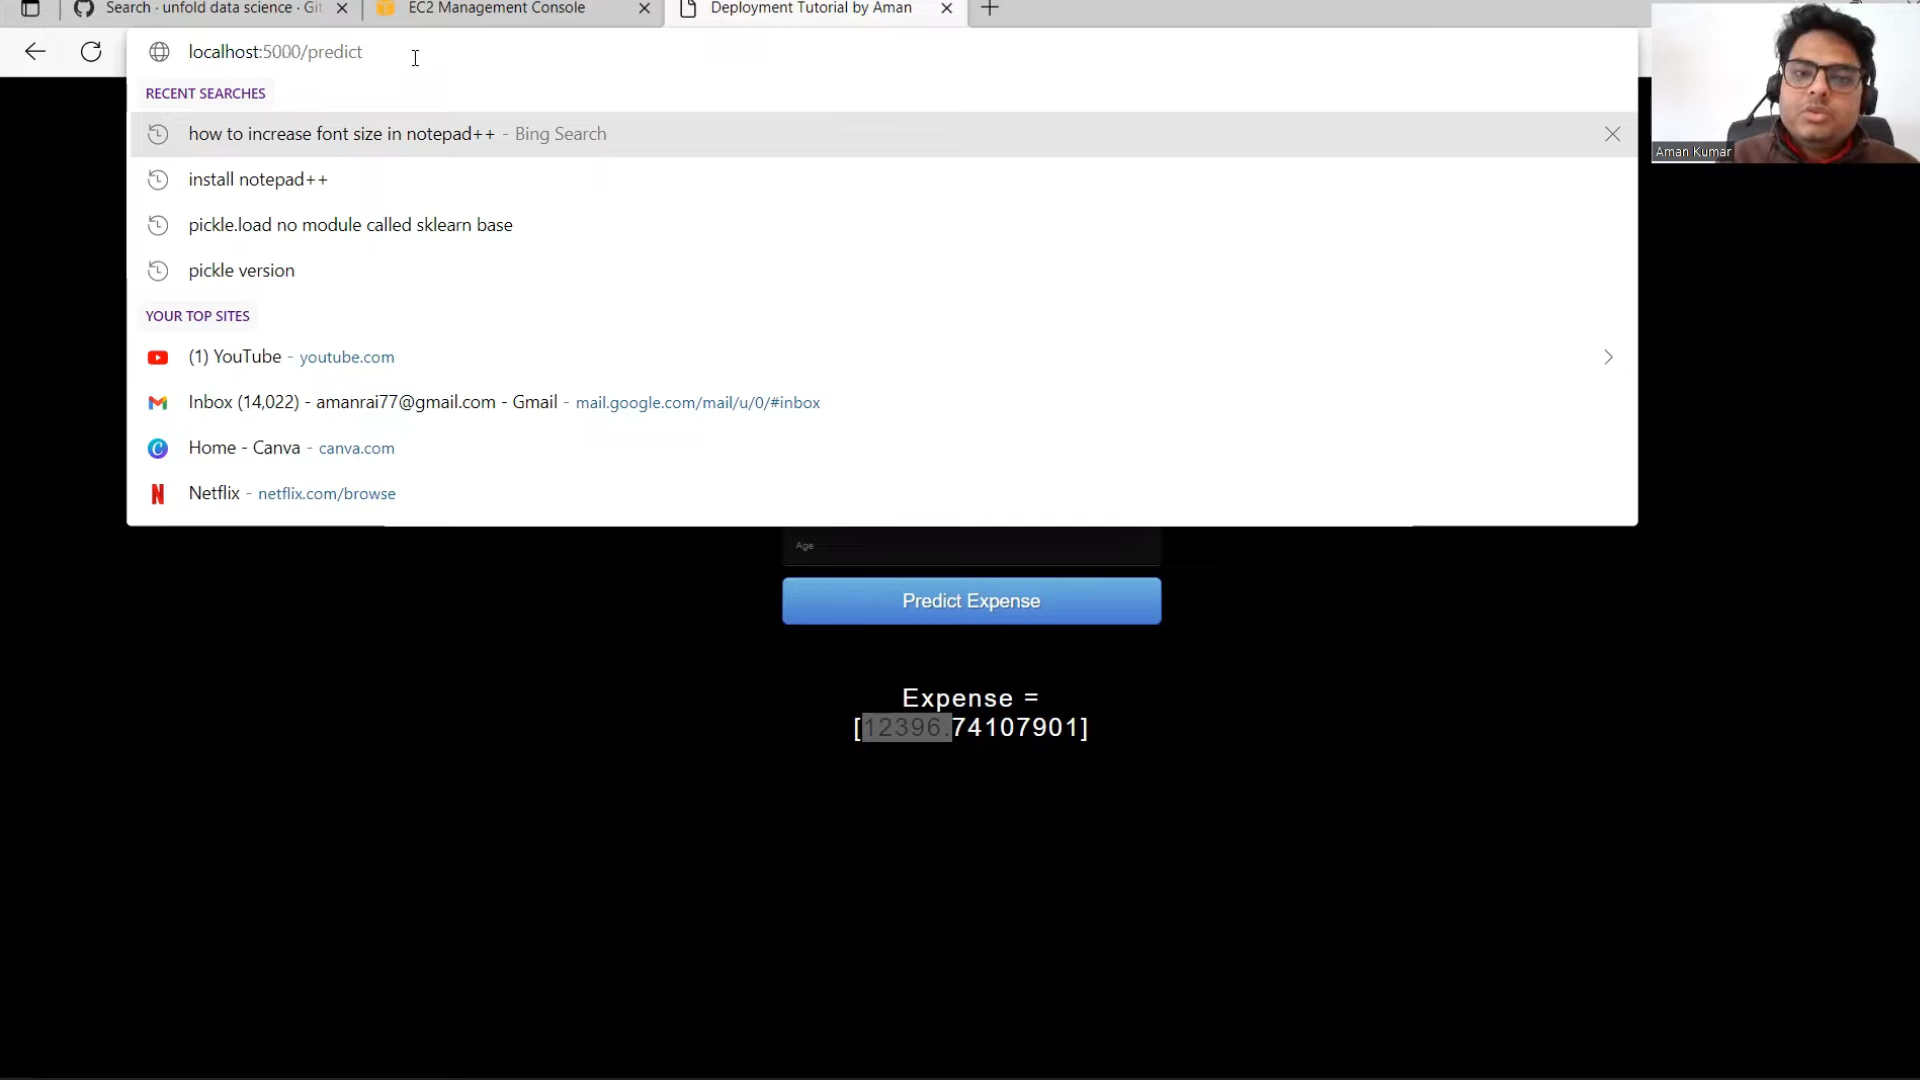 Search · unfold data science · Git
EC2 Management Console
Deployment Tutorial by Aman
localhost:5000/predict
RECENT SEARCHES
how to increase font size in notepad++ - Bing Search
install notepad++
pickle.load no module called sklearn base
pickle version
YOUR TOP SITES
(1) YouTube - youtube.com
Inbox (14,022) - amanrai77@gmail.com - Gmail - mail.google.com/mail/u/0/#inbox
Home - Canva - canva.com
Netflix - netflix.com/browse
Aman Kumar
Age
Predict Expense
Expense =
[12396.74107901]